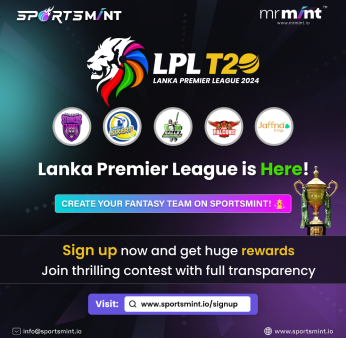 SPORTSMINT
mrmint
www.mrmint.io
LPL T20
LANKA PREMIER LEAGUE 2024
Jaffna
Lanka Premier League is Here!
CREATE YOUR FANTASY TEAM ON SPORTSMINT!
Sign up now and get huge rewards
Join thrilling contest with full transparency
Visit: www.sportsmint.io/signup
info@sportsmint.io
www.sportsmint.io